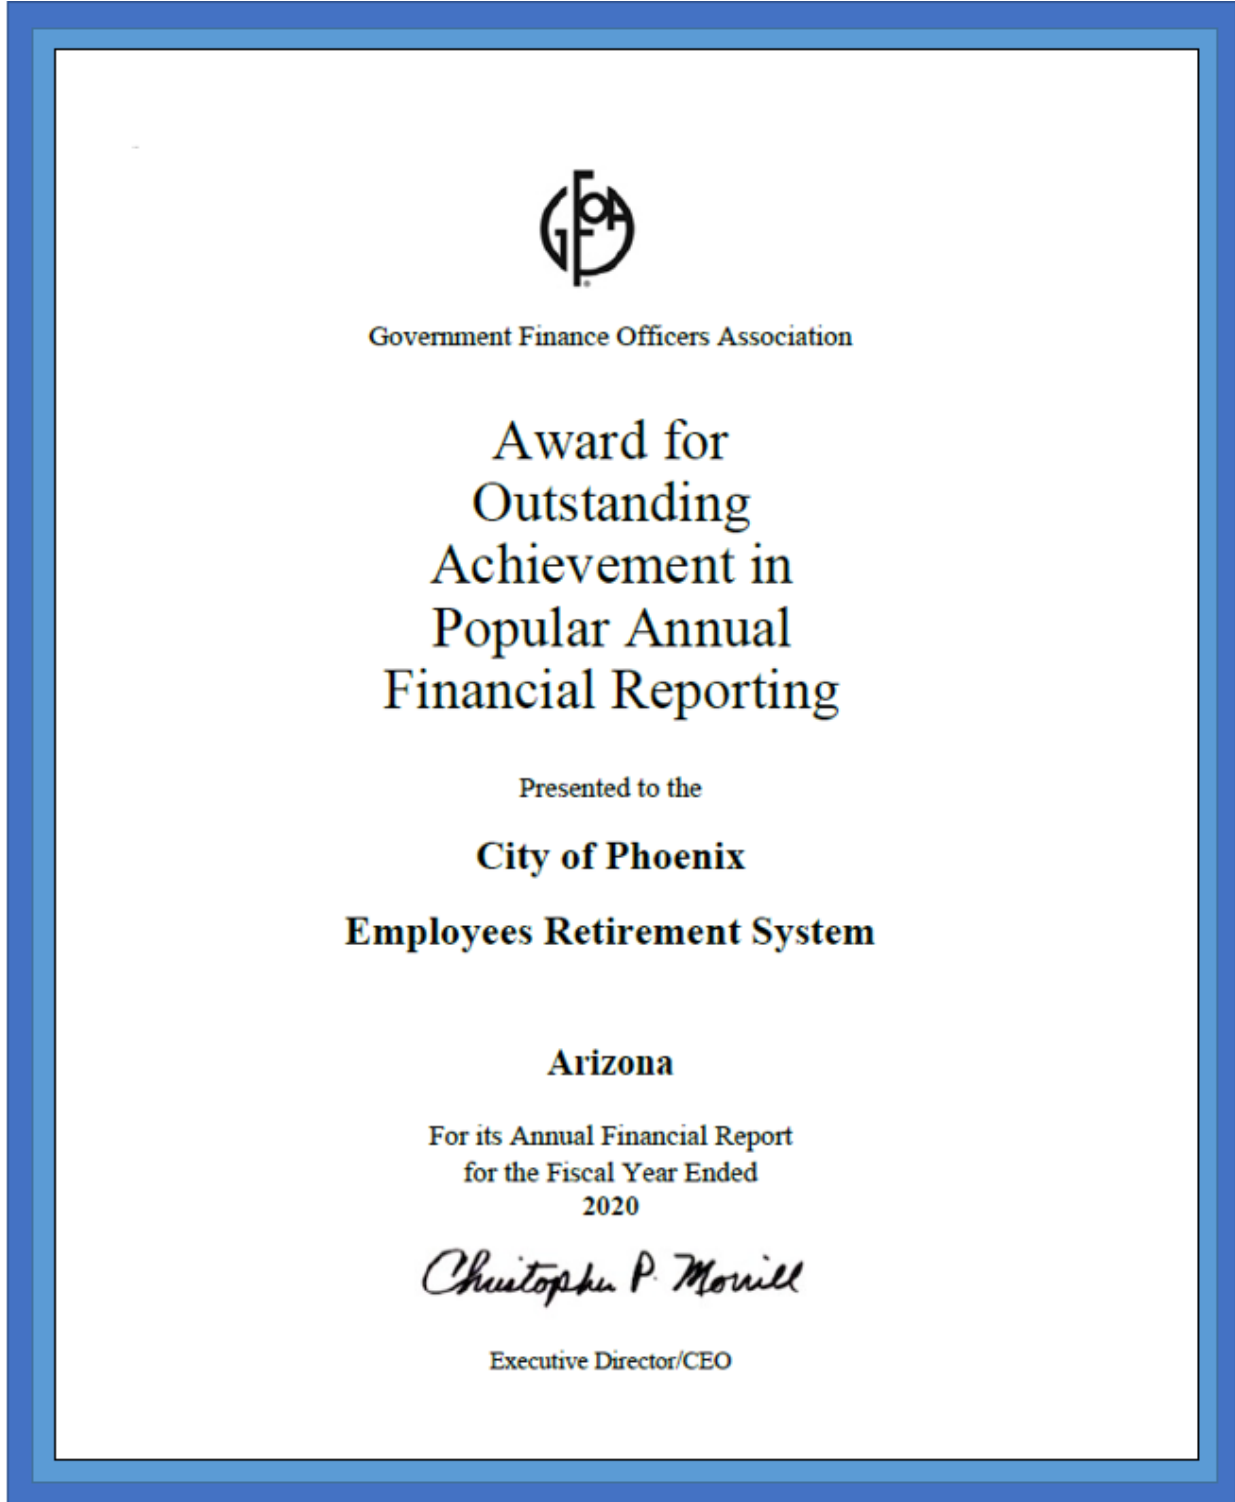 GFOA
Government Finance Officers Association
Award for
Outstanding
Achievement in
Popular Annual
Financial Reporting
Presented to the
City of Phoenix
Employees Retirement System
Arizona
For its Annual Financial Report
for the Fiscal Year Ended
2020
Christopher P. Morrill
Executive Director/CEO